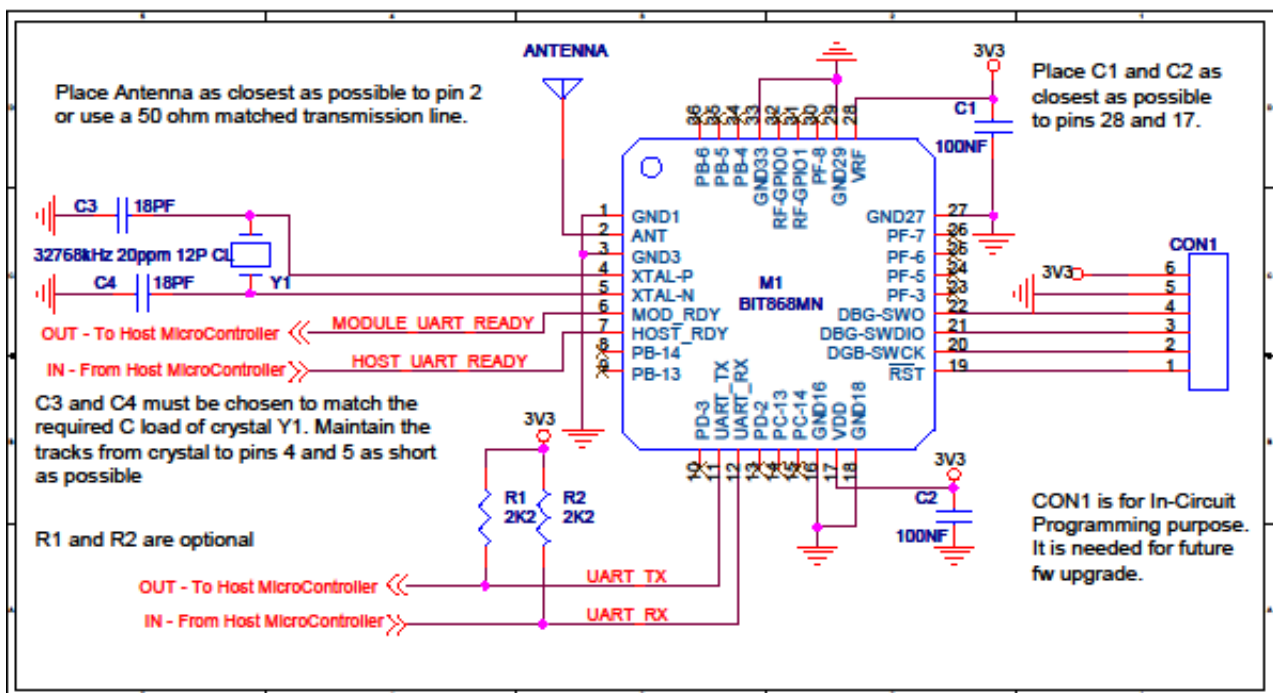 ANTENNA
Place Antenna as closest as possible to pin 2
or use a 50 ohm matched transmission line.
3V3
Place C1 and C2 as
closest as possible
to pins 28 and 17.
C1
100NF
36
35
34
33
32
31
30
29
28
PB-6
PB-5
PB-4
GND33
RF-GPIO0
RF-GPIO1
PF-8
GND29
VRF
C3
18PF
32768kHz 20ppm 12P CL
Y1
C4
18PF
1
GND1
2
ANT
3
GND3
4
XTAL-P
5
XTAL-N
6
MOD_RDY
7
HOST_RDY
8
PB-14
9
PB-13
M1
BIT868MN
GND27
27
PF-7
26
PF-6
25
PF-5
24
PF-3
23
DBG-SWO
22
DBG-SWDIO
21
DGB-SWCK
20
RST
19
CON1
3V3
6
5
4
3
2
1
OUT - To Host MicroController
MODULE_UART_READY
IN - From Host MicroController
HOST_UART_READY
C3 and C4 must be chosen to match the
required C load of crystal Y1. Maintain the
tracks from crystal to pins 4 and 5 as short
as possible
PD-3
UART_TX
UART_RX
PD-2
PC-13
PC-14
GND16
VDD
GND18
10
11
12
13
14
15
16
17
18
3V3
R1
2K2
R2
2K2
3V3
C2
100NF
R1 and R2 are optional
CON1 is for In-Circuit
Programming purpose.
It is needed for future
fw upgrade.
OUT - To Host MicroController
UART_TX
IN - From Host MicroController
UART_RX